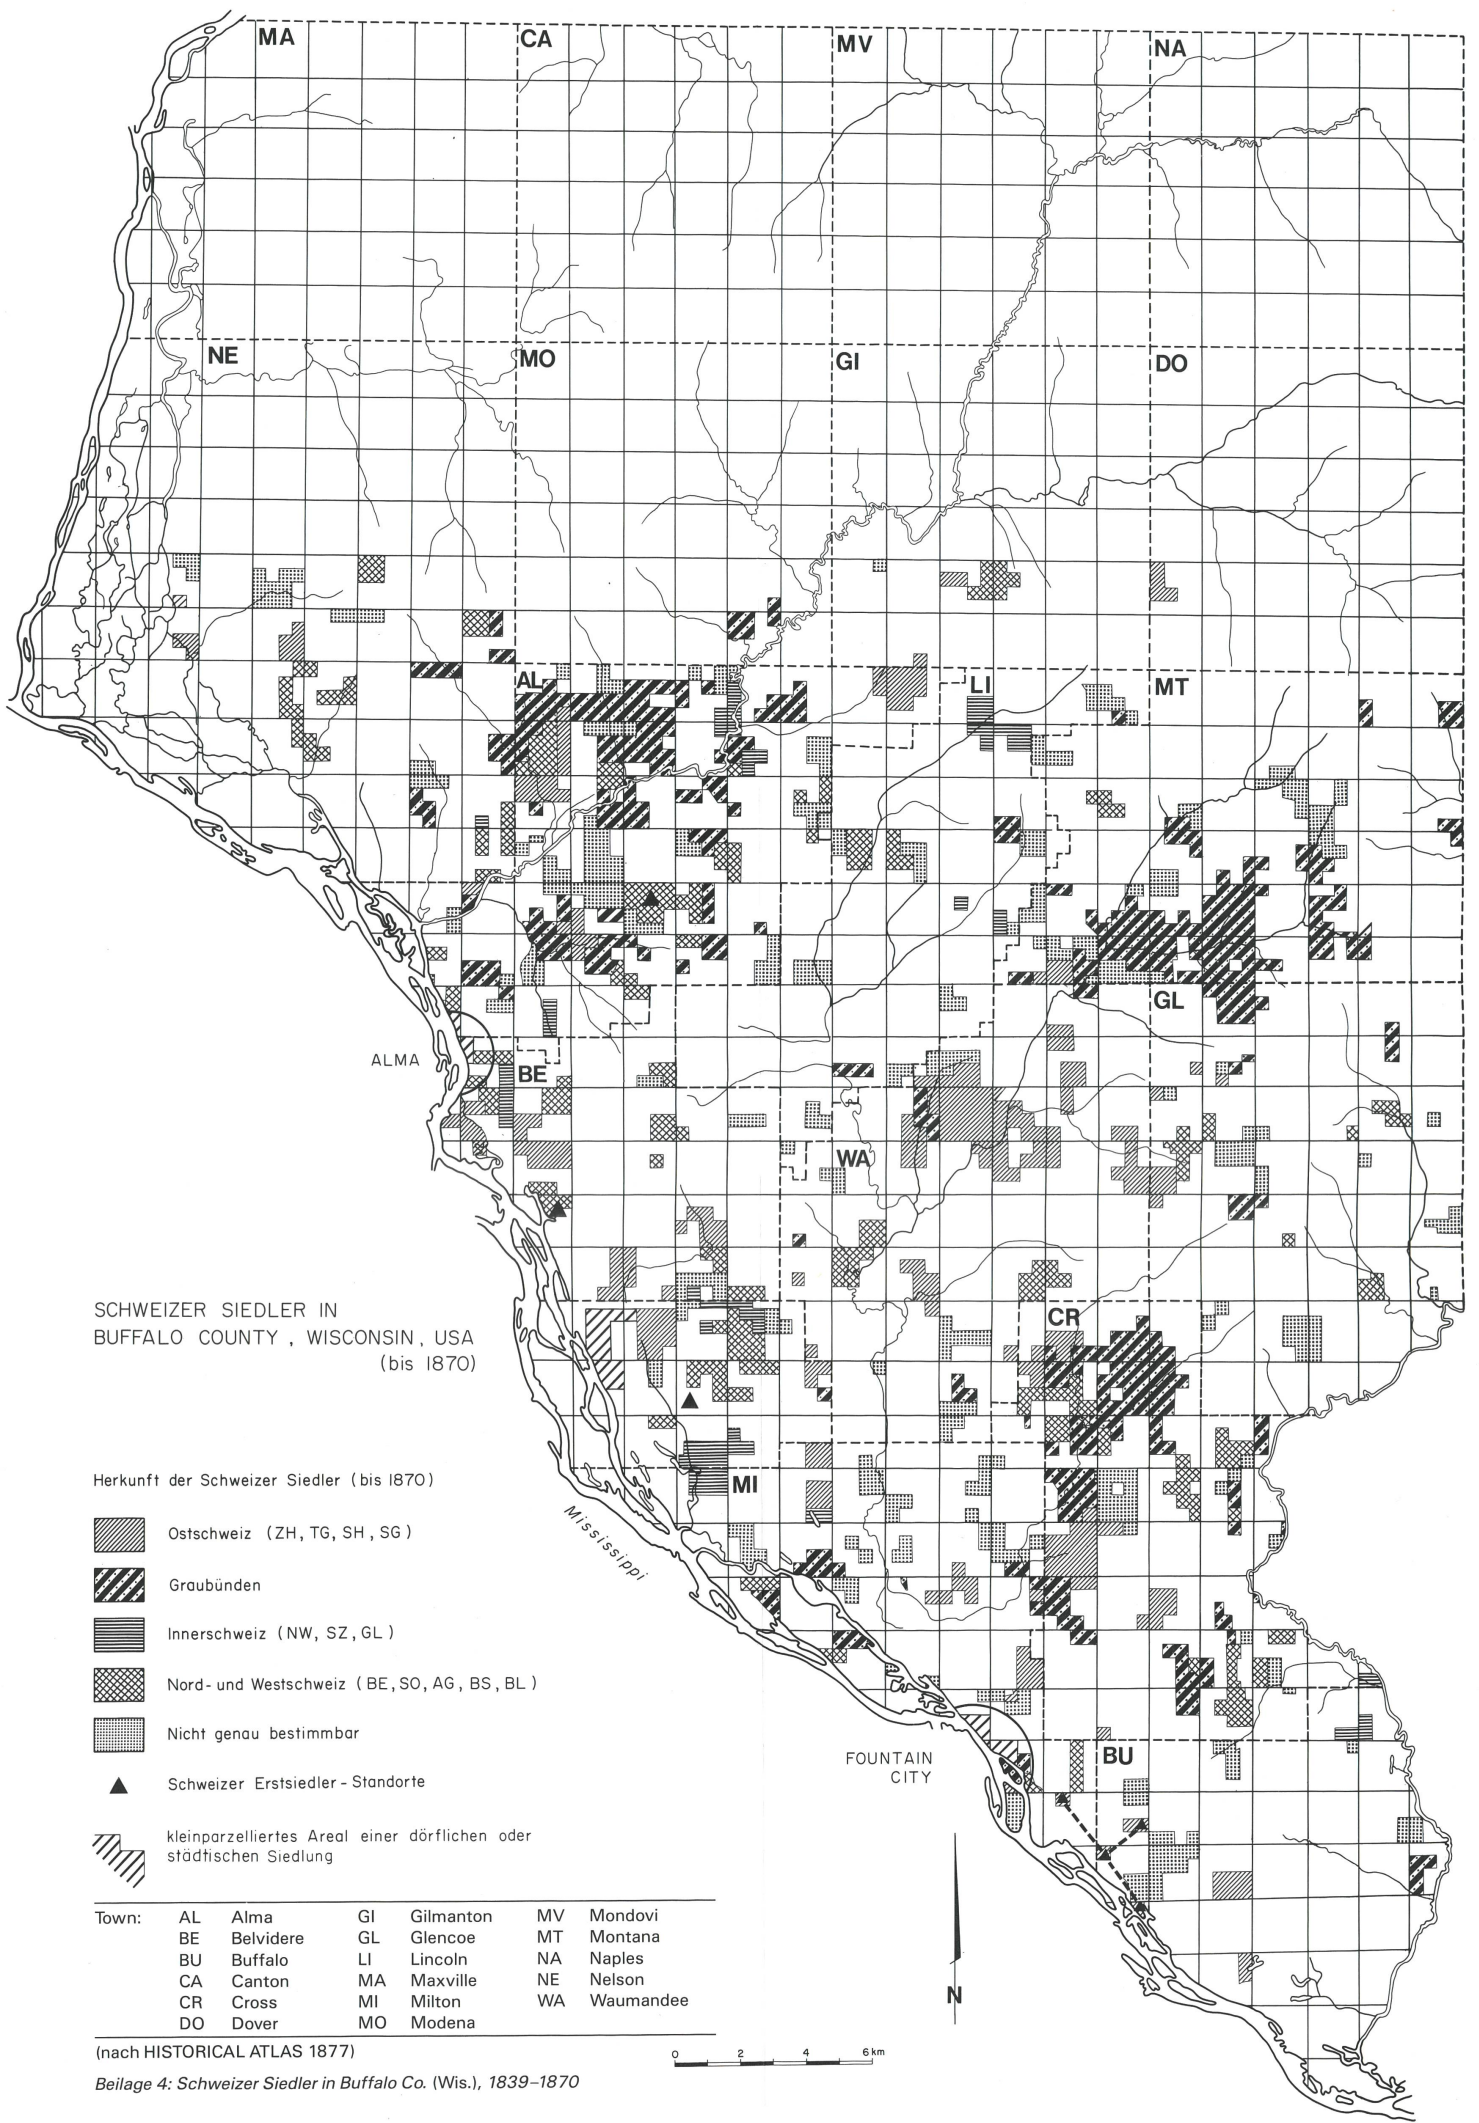 MA
CA
MV
NA
NE
MO
GI
DO
AL
LI
MT
GL
ALMA
BE
WA
SCHWEIZER SIEDLER IN
BUFFALO COUNTY, WISCONSIN, USA
(bis 1870)
CR
Herkunft der Schweizer Siedler (bis 1870)
MI
Ostschweiz (ZH, TG, SH, SG)
Mississippi
Graubünden
Innerschweiz (NW, SZ, GL)
Nord- und Westschweiz (BE, SO, AG, BS, BL)
Nicht genau bestimmbar
FOUNTAIN
CITY
BU
Schweizer Erstsiedler-Standorte
kleinparzelliertes Areal einer dörflichen oder
städtischen Siedlung
Town: AL Alma GI Gilmanton MV Mondovi
BE Belvidere GL Glencoe MT Montana
BU Buffalo LI Lincoln NA Naples
CA Canton MA Maxville NE Nelson
CR Cross MI Milton WA Waumandee
DO Dover MO Modena
N
(nach HISTORICAL ATLAS 1877)
0 2 4 6 km
Beilage 4: Schweizer Siedler in Buffalo Co. (Wis.), 1839–1870